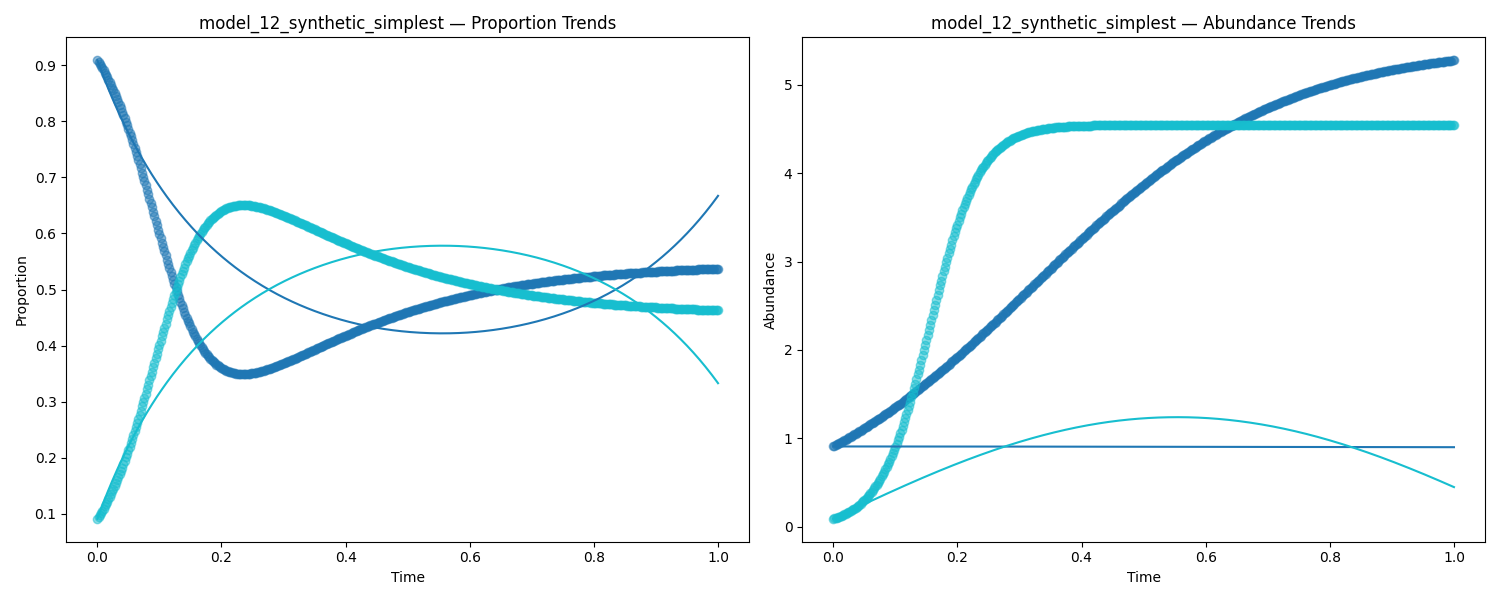 model_12_synthetic_simplest — Proportion Trends
Proportion
0.9
0.8
0.7
0.6
0.5
0.4
0.3
0.2
0.1
0.0 0.2 0.4 0.6 0.8 1.0
Time
model_12_synthetic_simplest — Abundance Trends
Abundance
5
4
3
2
1
0
0.0 0.2 0.4 0.6 0.8 1.0
Time